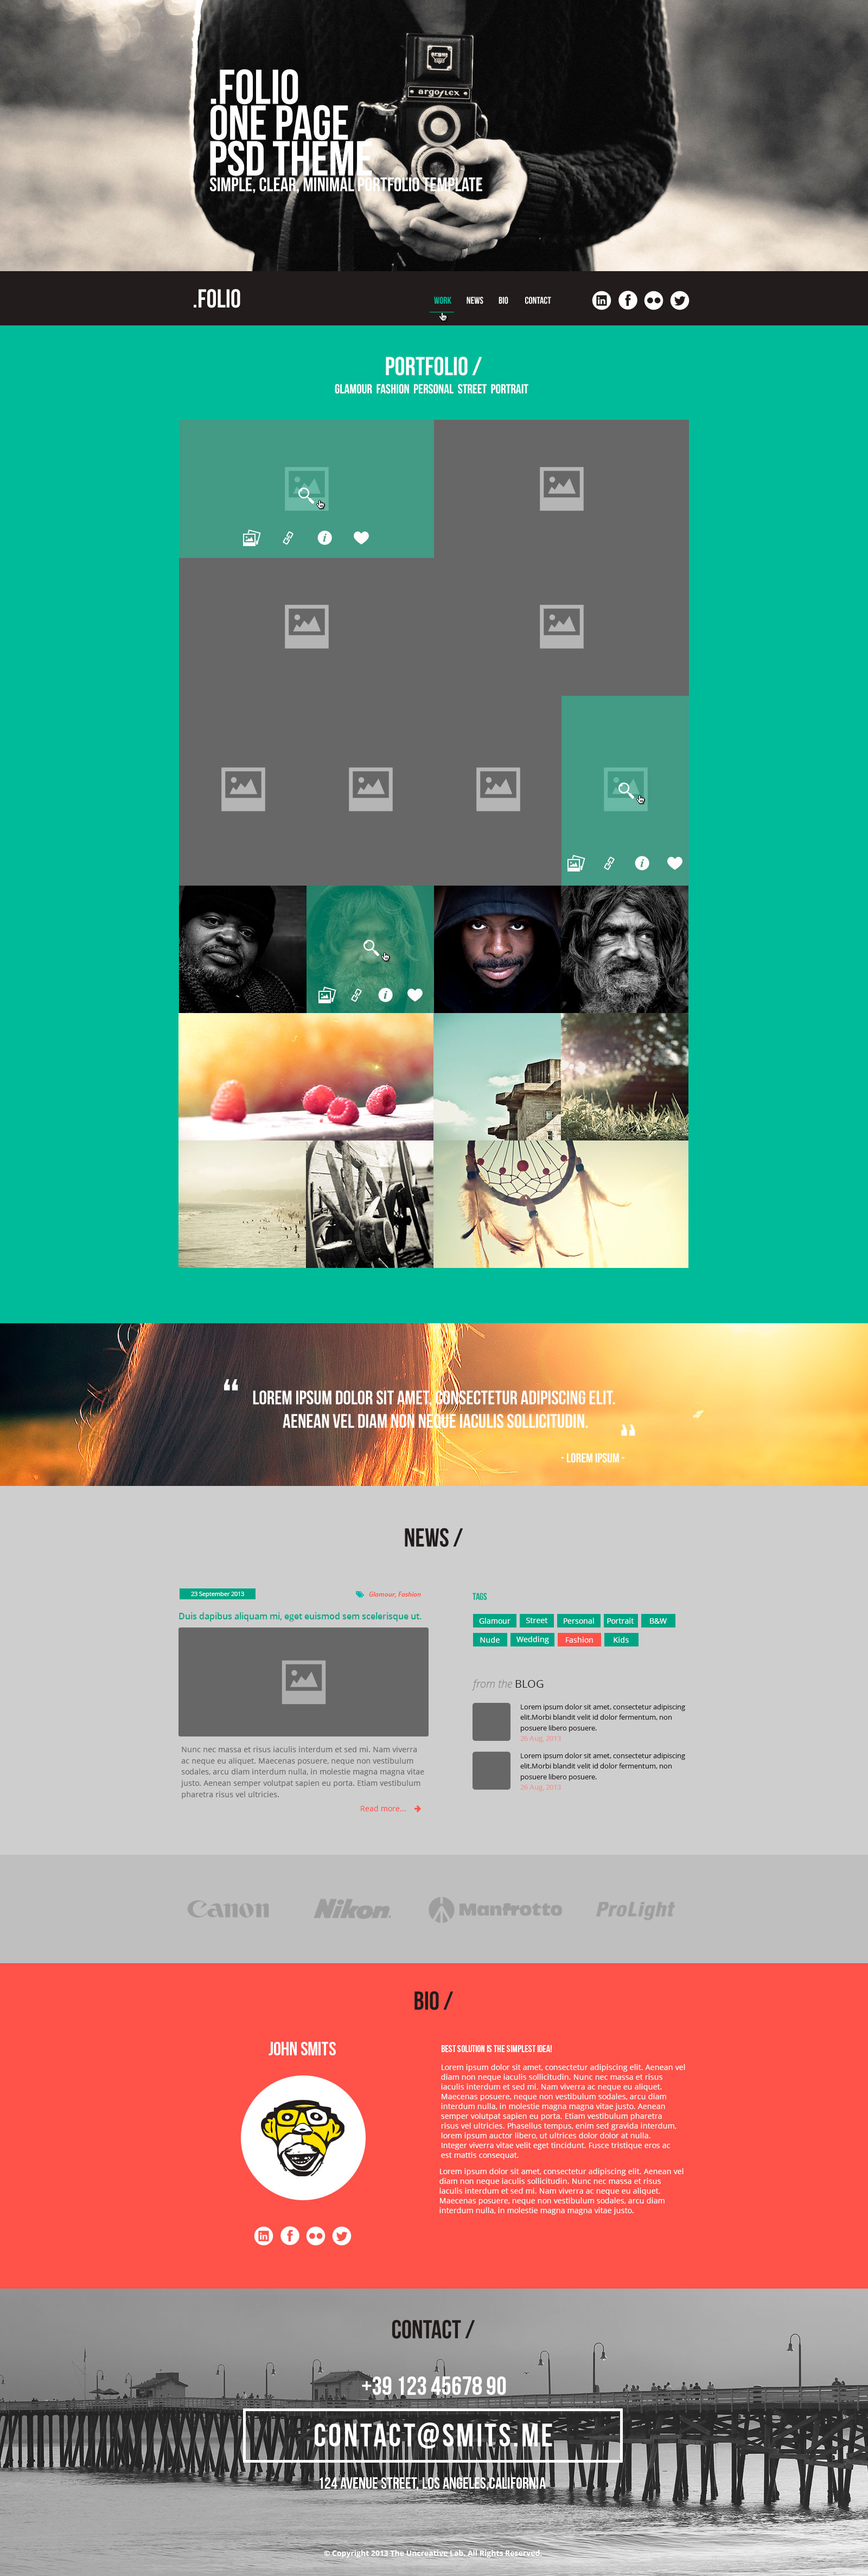 argus
argoflex
.FOLIO
ONE PAGE
PSD THEME
SIMPLE, CLEAR, MINIMAL PORTFOLIO TEMPLATE
.FOLIO
WORK NEWS BIO CONTACT
PORTFOLIO /
GLAMOUR FASHION PERSONAL STREET PORTRAIT
“ LOREM IPSUM DOLOR SIT AMET, CONSECTETUR ADIPISCING ELIT.
AENEAN VEL DIAM NON NEQUE IACULIS SOLLICITUDIN. ”
- LOREM IPSUM -
NEWS /
23 September 2013
Glamour, Fashion
Duis dapibus aliquam mi, eget euismod sem scelerisque ut.
Nunc nec massa et risus iaculis interdum et sed mi. Nam viverra
ac neque eu aliquet. Maecenas posuere, neque non vestibulum
sodales, arcu diam interdum nulla, in molestie magna magna vitae
justo. Aenean semper volutpat sapien eu porta. Etiam vestibulum
pharetra risus vel ultricies.
Read more...
TAGS
Glamour Street Personal Portrait B&W
Nude Wedding Fashion Kids
from the BLOG
Lorem ipsum dolor sit amet, consectetur adipiscing
elit.Morbi blandit velit id dolor fermentum, non
posuere libero posuere.
26 Aug, 2013
Lorem ipsum dolor sit amet, consectetur adipiscing
elit.Morbi blandit velit id dolor fermentum, non
posuere libero posuere.
26 Aug, 2013
Canon Nikon Manfrotto ProLight
BIO /
JOHN SMITS
BEST SOLUTION IS THE SIMPLEST IDEA!
Lorem ipsum dolor sit amet, consectetur adipiscing elit. Aenean vel
diam non neque iaculis sollicitudin. Nunc nec massa et risus
iaculis interdum et sed mi. Nam viverra ac neque eu aliquet.
Maecenas posuere, neque non vestibulum sodales, arcu diam
interdum nulla, in molestie magna magna vitae justo. Aenean
semper volutpat sapien eu porta. Etiam vestibulum pharetra
risus vel ultricies. Phasellus tempus, enim sed gravida interdum,
lorem ipsum auctor libero, ut ultrices dolor dolor at nulla.
Integer viverra vitae velit eget tincidunt. Fusce tristique eros ac
est mattis consequat.
Lorem ipsum dolor sit amet, consectetur adipiscing elit. Aenean vel
diam non neque iaculis sollicitudin. Nunc nec massa et risus
iaculis interdum et sed mi. Nam viverra ac neque eu aliquet.
Maecenas posuere, neque non vestibulum sodales, arcu diam
interdum nulla, in molestie magna magna vitae justo.
CONTACT /
+39 123 45678 90
CONTACT@SMITS.ME
124 AVENUE STREET, LOS ANGELES,CALIFORNIA
© Copyright 2013 The Uncreative Lab. All Rights Reserved.